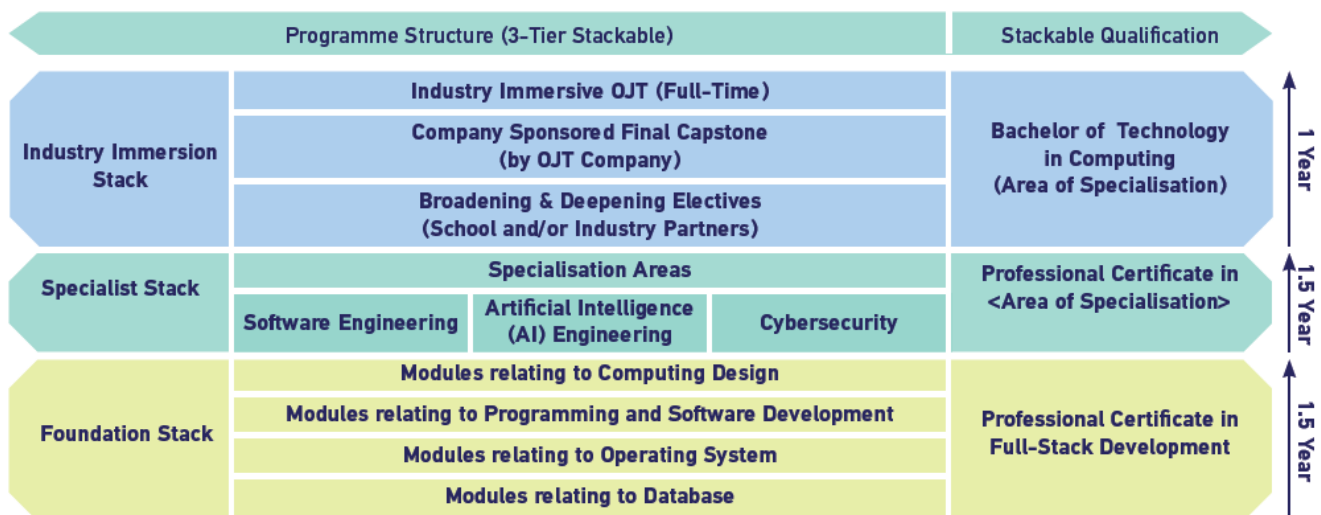 Programme Structure (3-Tier Stackable)
Stackable Qualification
Industry Immersion
Stack
Industry Immersive OJT (Full-Time)
Company Sponsored Final Capstone
(by OJT Company)
Broadening & Deepening Electives
(School and/or Industry Partners)
Bachelor of Technology
in Computing
(Area of Specialisation)
1 Year
Specialist Stack
Specialisation Areas
Software Engineering
Artificial Intelligence
(AI) Engineering
Cybersecurity
Professional Certificate in
<Area of Specialisation>
1.5 Year
Foundation Stack
Modules relating to Computing Design
Modules relating to Programming and Software Development
Modules relating to Operating System
Modules relating to Database
Professional Certificate in
Full-Stack Development
1.5 Year